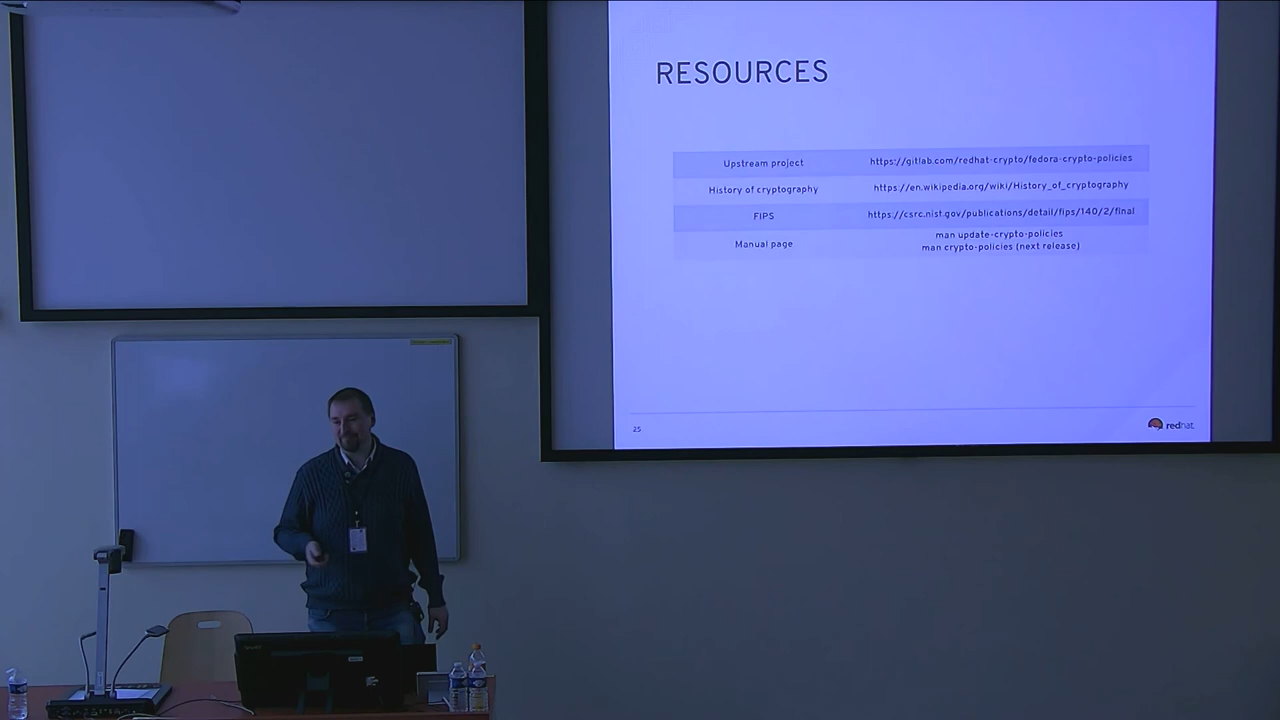 RESOURCES
Upstream project https://gitlab.com/redhat-crypto/fedora-crypto-policies
History of cryptography https://en.wikipedia.org/wiki/History_of_cryptography
FIPS https://csrc.nist.gov/publications/detail/fips/140/2/final
Manual page man update-crypto-policies
man crypto-policies (next release)
25
redhat